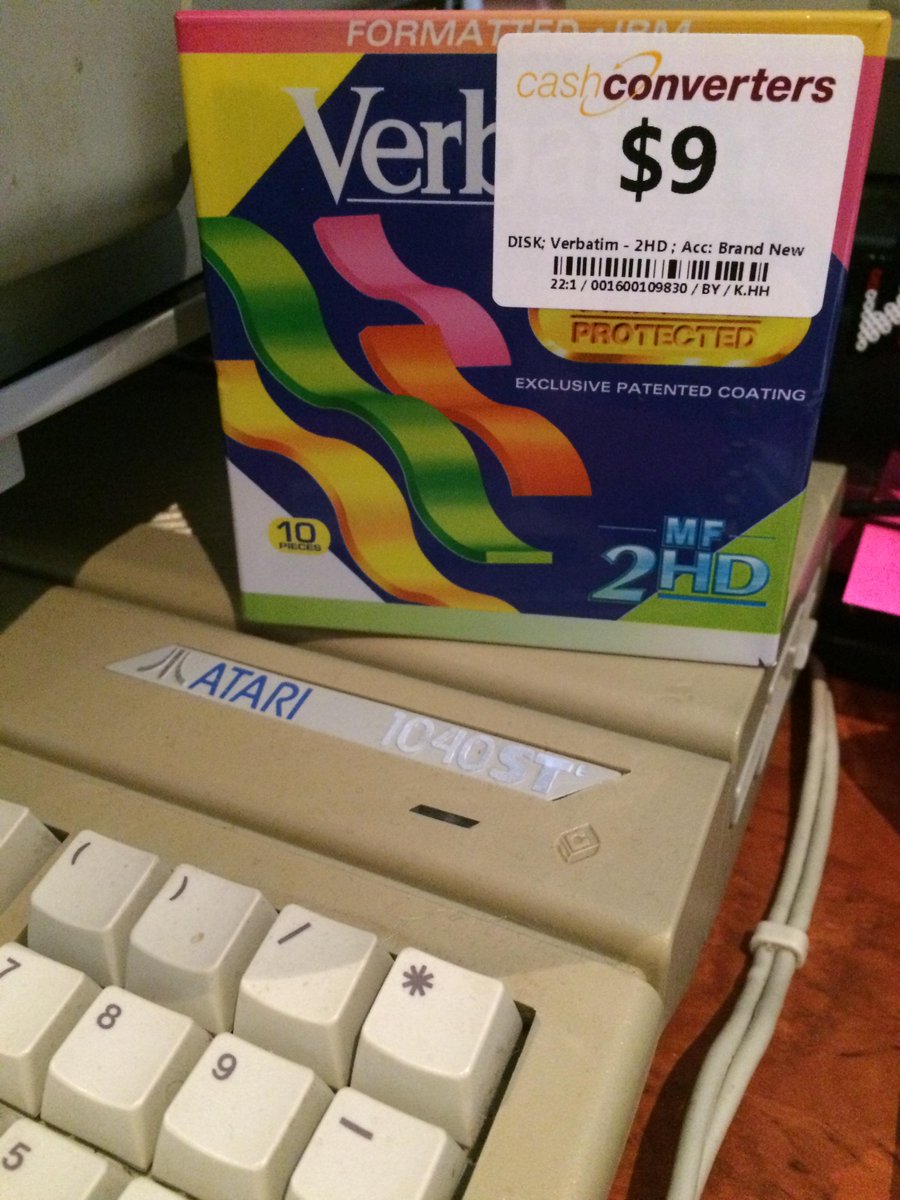 FORMATTED · IBM
cashconverters
$9
DISK; Verbatim - 2HD ; Acc: Brand New
22:1 / 001600109830 / BY / K.HH
Verb
PROTECTED
EXCLUSIVE PATENTED COATING
10
PIECES
MF
2HD
ATARI 1040STE
( ) / *
7 8 9 -
5